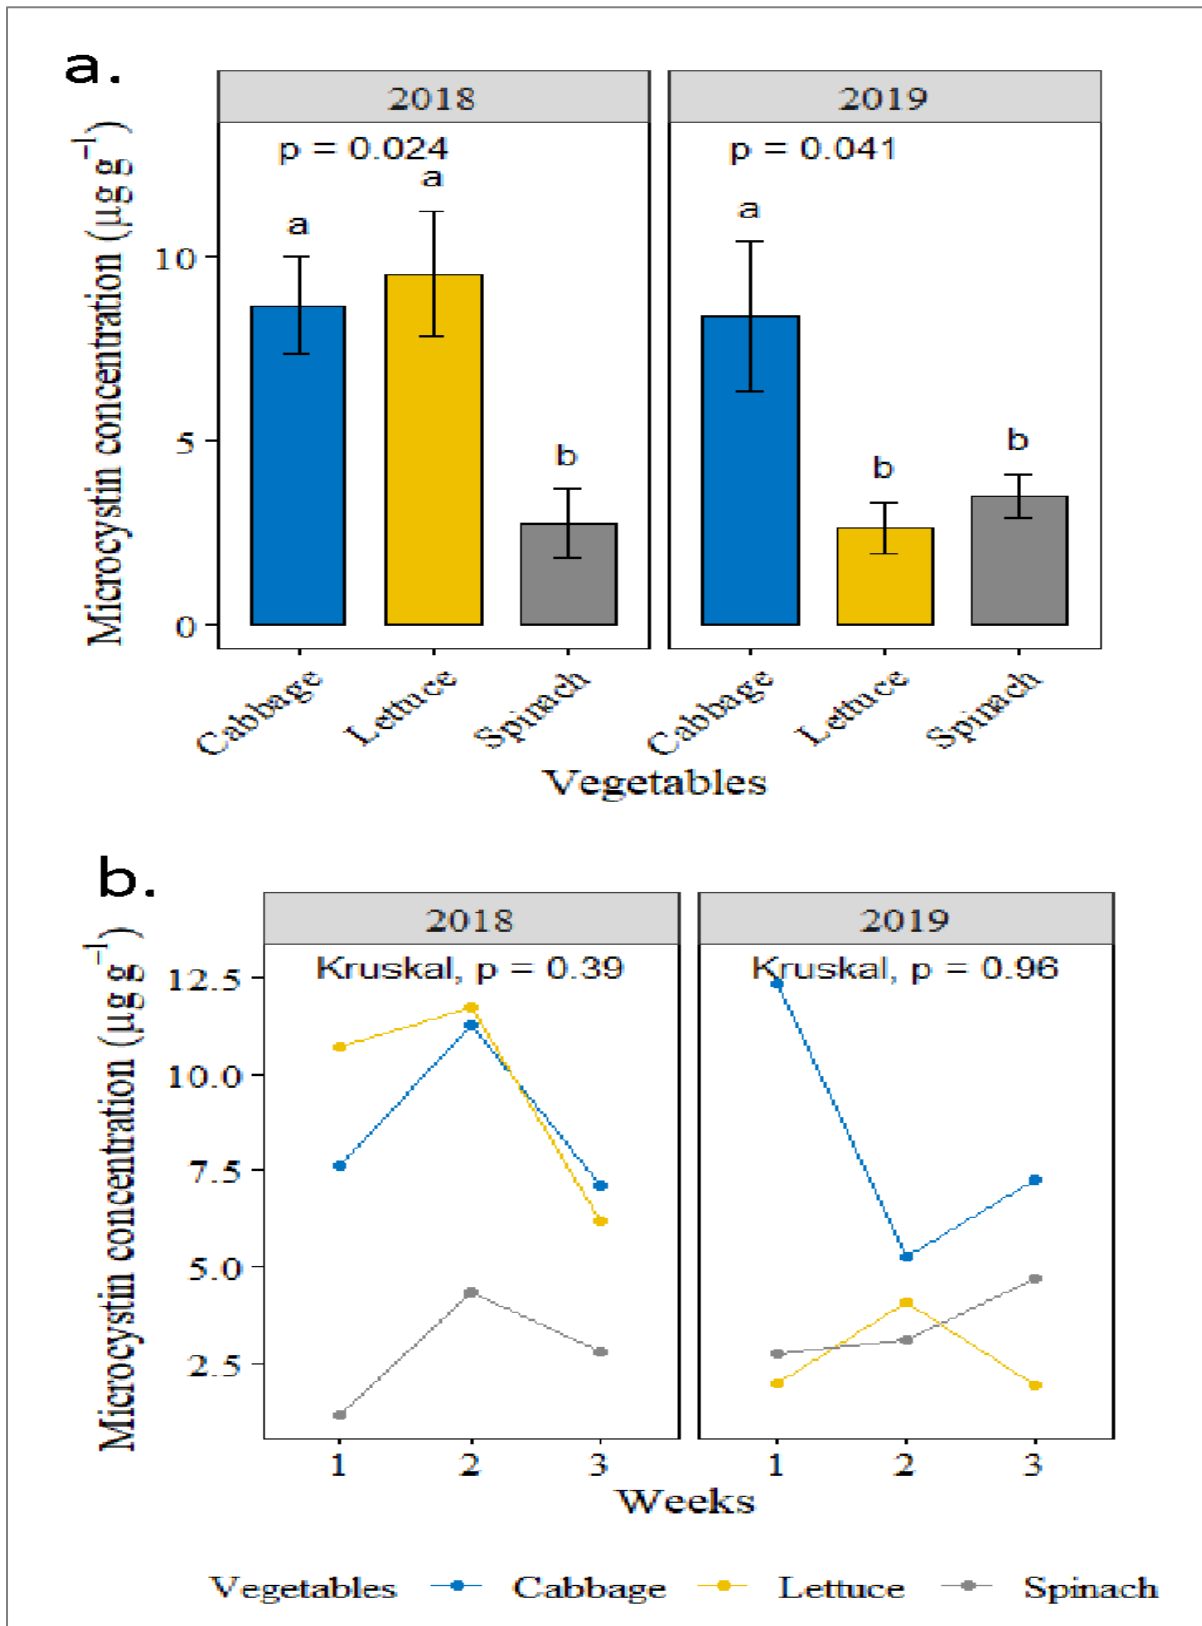 a.
2018 2019
p = 0.024 p = 0.041
a a b a b b
Microcystin concentration (µg g⁻¹)
10
5
0
Cabbage Lettuce Spinach Cabbage Lettuce Spinach
Vegetables
b.
2018 2019
Kruskal, p = 0.39 Kruskal, p = 0.96
Microcystin concentration (µg g⁻¹)
12.5
10.0
7.5
5.0
2.5
1 2 3 1 2 3
Weeks
Vegetables Cabbage Lettuce Spinach